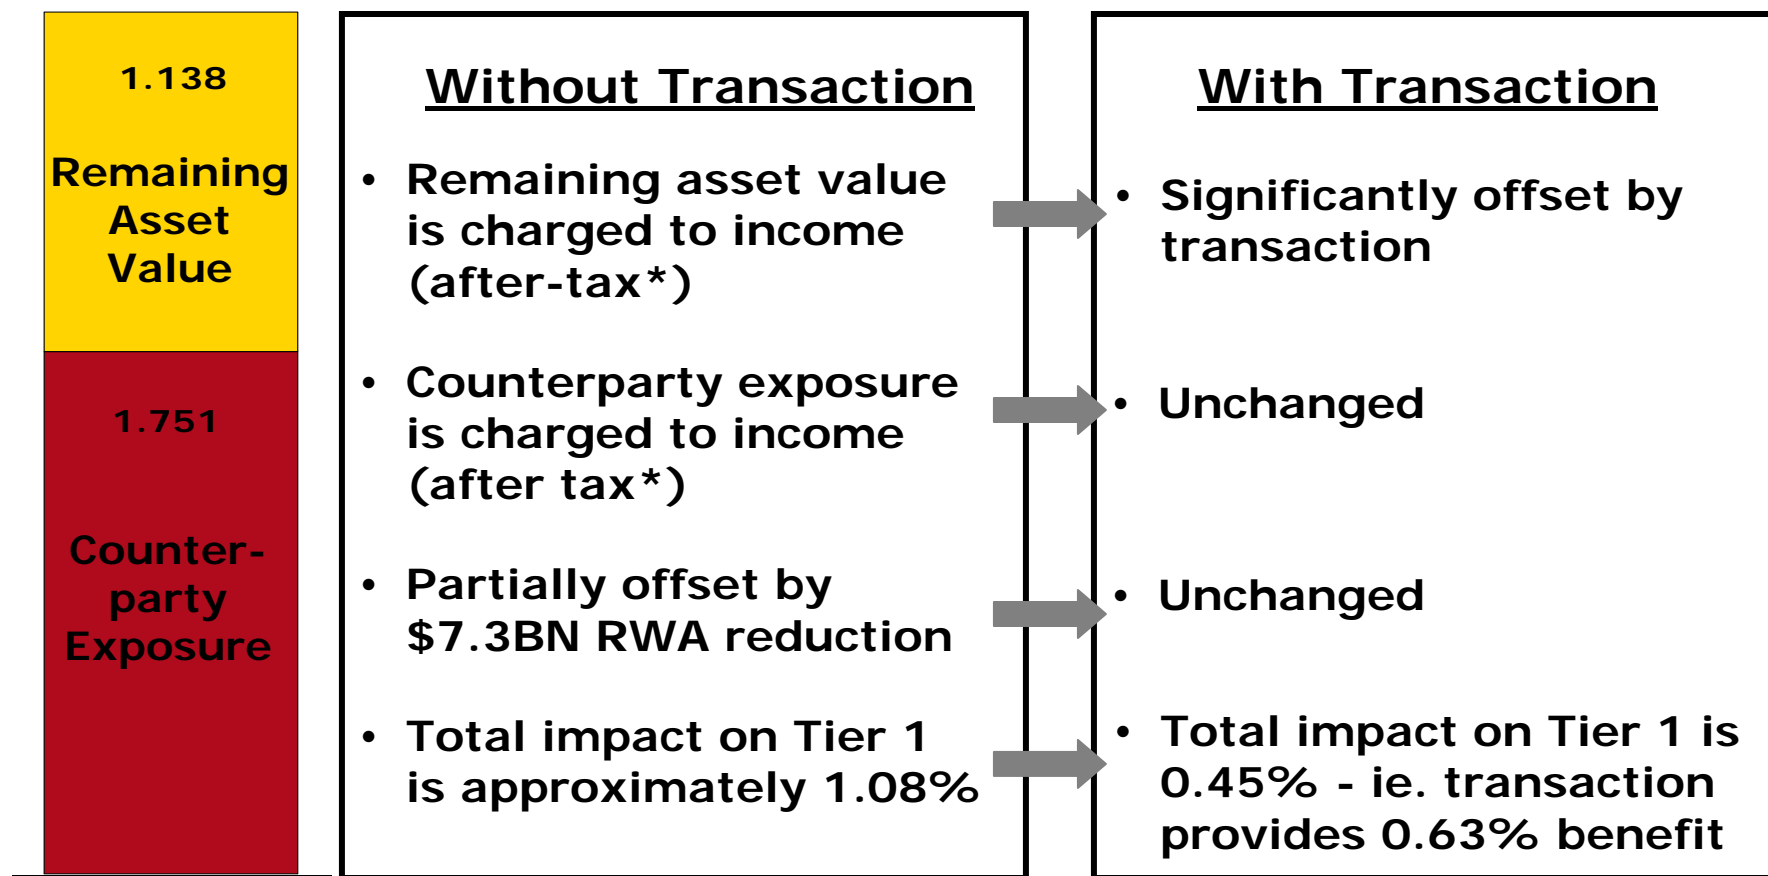 1.138
Remaining
Asset
Value
1.751
Counter-
party
Exposure
Without Transaction
• Remaining asset value
is charged to income
(after-tax*)
• Counterparty exposure
is charged to income
(after tax*)
• Partially offset by
$7.3BN RWA reduction
• Total impact on Tier 1
is approximately 1.08%
With Transaction
• Significantly offset by
transaction
• Unchanged
• Unchanged
• Total impact on Tier 1 is
0.45% - ie. transaction
provides 0.63% benefit